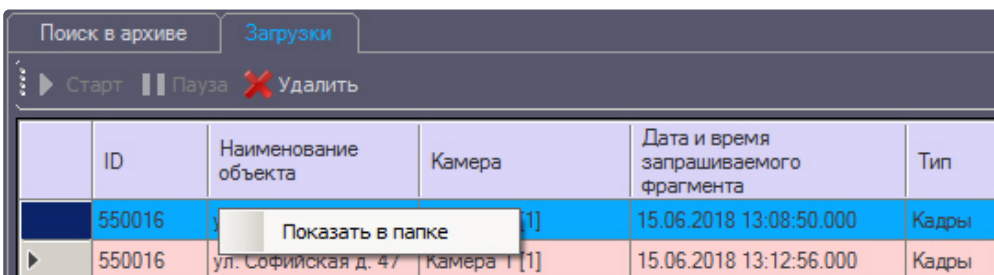 Поиск в архиве Загрузки
Старт Пауза Удалить
ID Наименование объекта Камера Дата и время запрашиваемого фрагмента Тип
550016 [1] 15.06.2018 13:08:50.000 Кадры
Показать в папке
550016 ул. Софийская д. 47 Камера 1 [1] 15.06.2018 13:12:56.000 Кадры